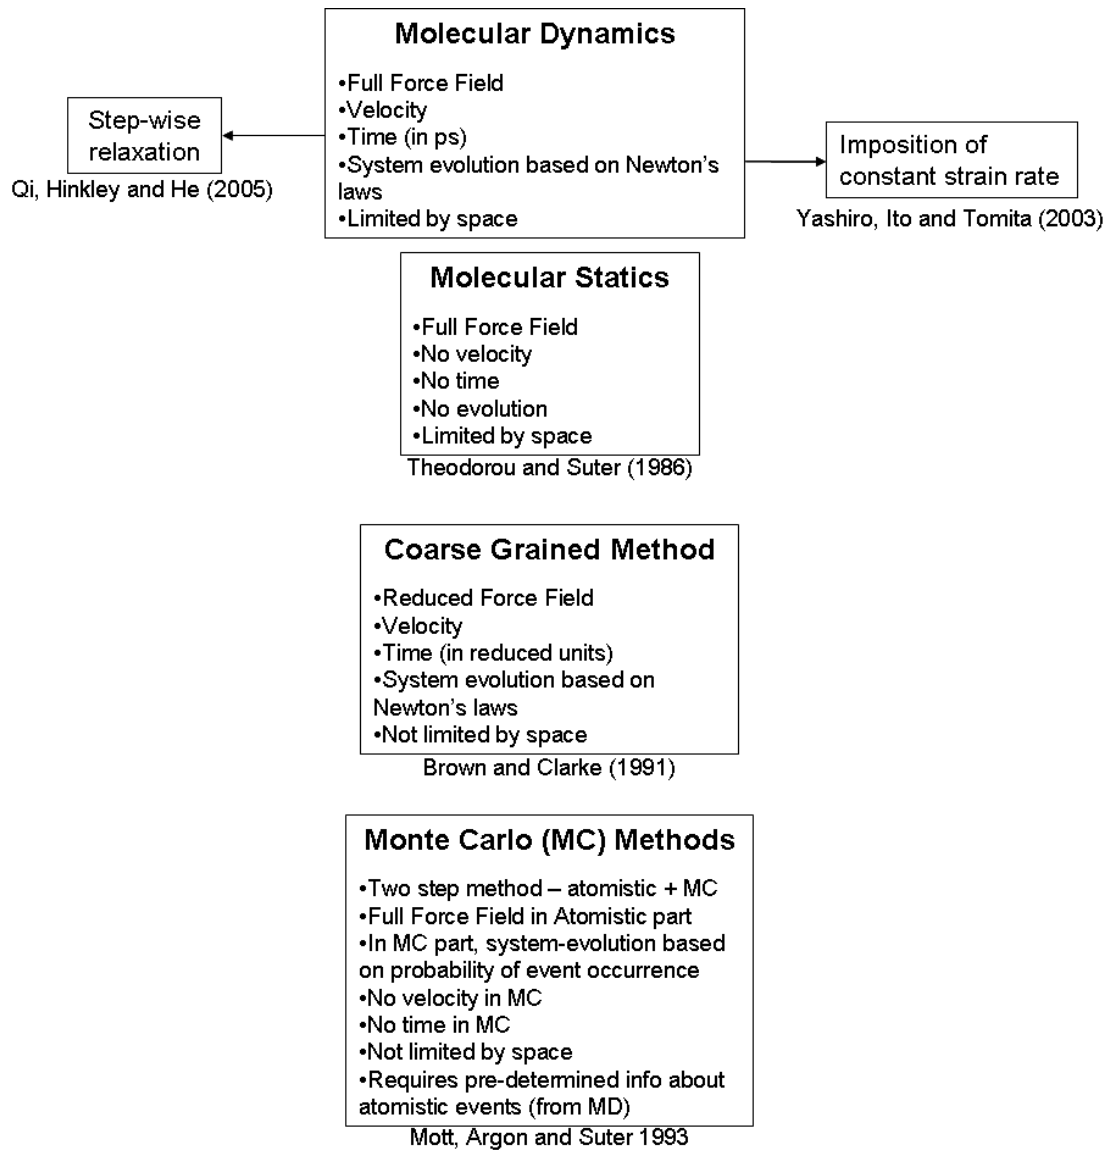 Molecular Dynamics
•Full Force Field
•Velocity
•Time (in ps)
•System evolution based on Newton's
laws
•Limited by space
Step-wise
relaxation
Qi, Hinkley and He (2005)
Imposition of
constant strain rate
Yashiro, Ito and Tomita (2003)
Molecular Statics
•Full Force Field
•No velocity
•No time
•No evolution
•Limited by space
Theodorou and Suter (1986)
Coarse Grained Method
•Reduced Force Field
•Velocity
•Time (in reduced units)
•System evolution based on
Newton's laws
•Not limited by space
Brown and Clarke (1991)
Monte Carlo (MC) Methods
•Two step method – atomistic + MC
•Full Force Field in Atomistic part
•In MC part, system-evolution based
on probability of event occurrence
•No velocity in MC
•No time in MC
•Not limited by space
•Requires pre-determined info about
atomistic events (from MD)
Mott, Argon and Suter 1993